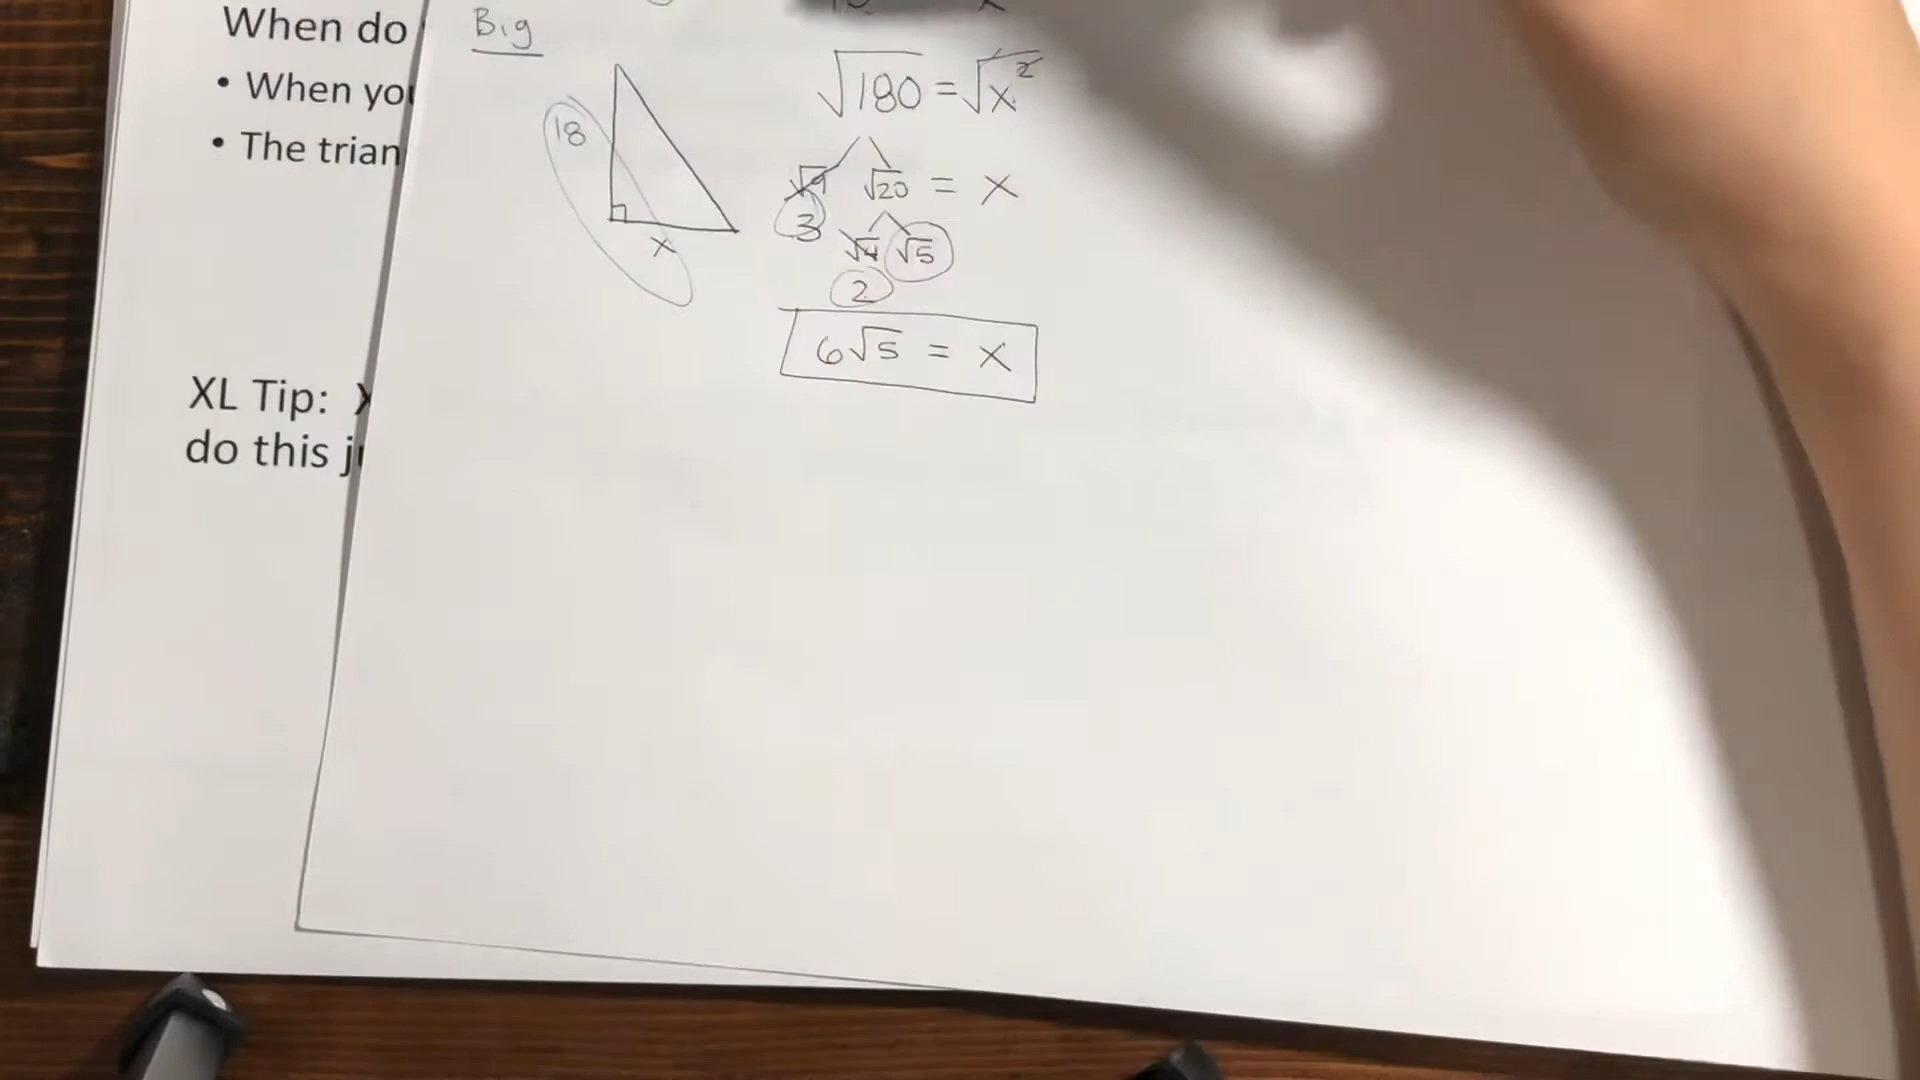 When do
• When you
• The trian
XL Tip:
do this
Big
18
x
√180 = √x²
√9 √20 = x
3 √4 √5
2
6√5 = x